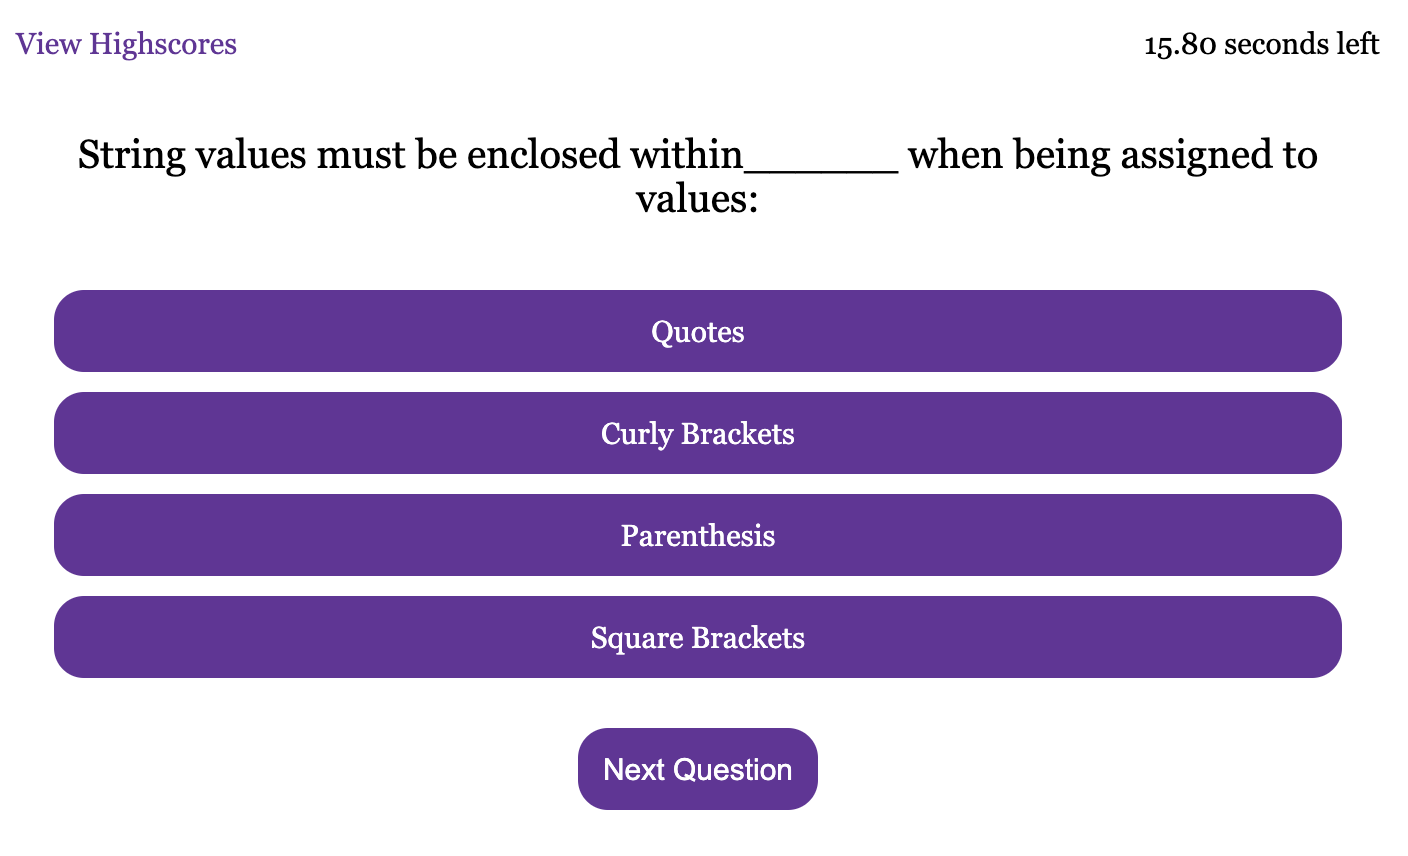 View Highscores
15.80 seconds left
String values must be enclosed within______ when being assigned to
values:
Quotes
Curly Brackets
Parenthesis
Square Brackets
Next Question